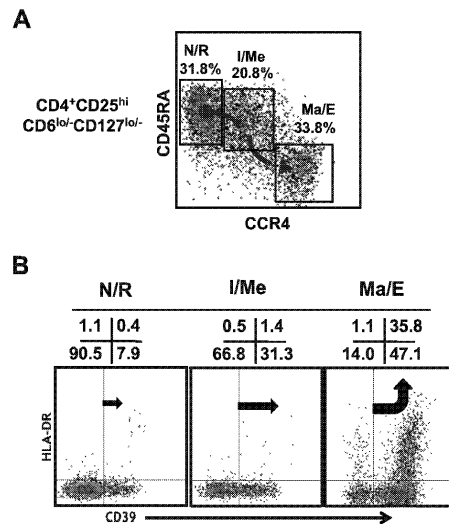 A
N/R
31.8%
I/Me
20.8%
Ma/E
33.8%
CD4+CD25hi
CD6lo/-CD127lo/-
CD45RA
CCR4
B
N/R I/Me Ma/E
1.1 0.4 0.5 1.4 1.1 35.8
90.5 7.9 66.8 31.3 14.0 47.1
HLA-DR
CD39